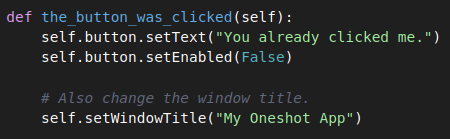 def the_button_was_clicked(self):
    self.button.setText("You already clicked me.")
    self.button.setEnabled(False)

    # Also change the window title.
    self.setWindowTitle("My Oneshot App")